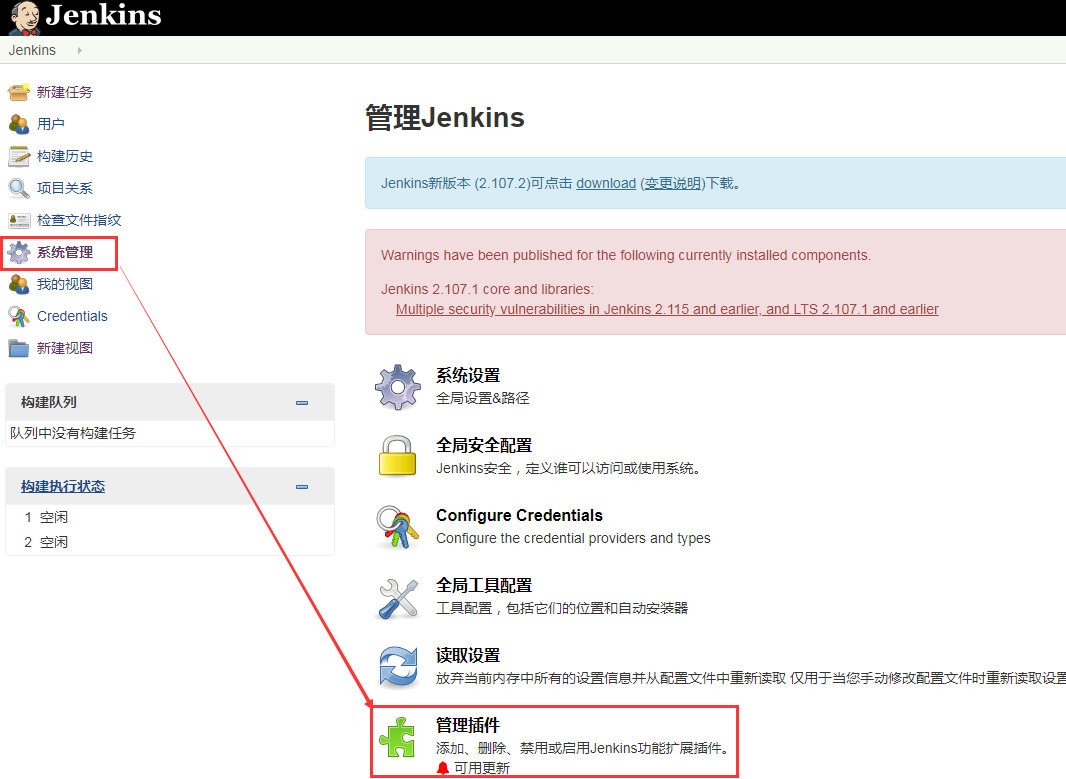 Jenkins
Jenkins
新建任务
用户
构建历史
项目关系
检查文件指纹
系统管理
我的视图
Credentials
新建视图
构建队列
队列中没有构建任务
构建执行状态
1 空闲
2 空闲
管理Jenkins
Jenkins新版本 (2.107.2)可点击 download (变更说明)下载。
Warnings have been published for the following currently installed components.
Jenkins 2.107.1 core and libraries:
Multiple security vulnerabilities in Jenkins 2.115 and earlier, and LTS 2.107.1 and earlier
系统设置
全局设置&路径
全局安全配置
Jenkins安全，定义谁可以访问或使用系统。
Configure Credentials
Configure the credential providers and types
全局工具配置
工具配置，包括它们的位置和自动安装器
读取设置
放弃当前内存中所有的设置信息并从配置文件中重新读取 仅用于当您手动修改配置文件时重新读取设置
管理插件
添加、删除、禁用或启用Jenkins功能扩展插件。
可用更新